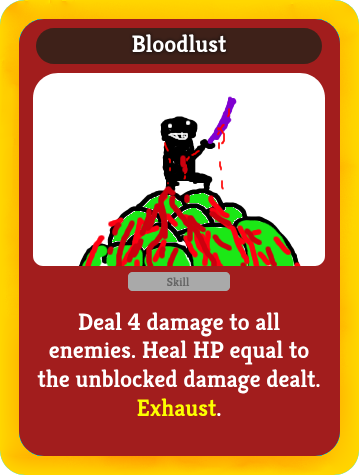 Bloodlust
Skill
Deal 4 damage to all
enemies. Heal HP equal to
the unblocked damage dealt.
Exhaust.